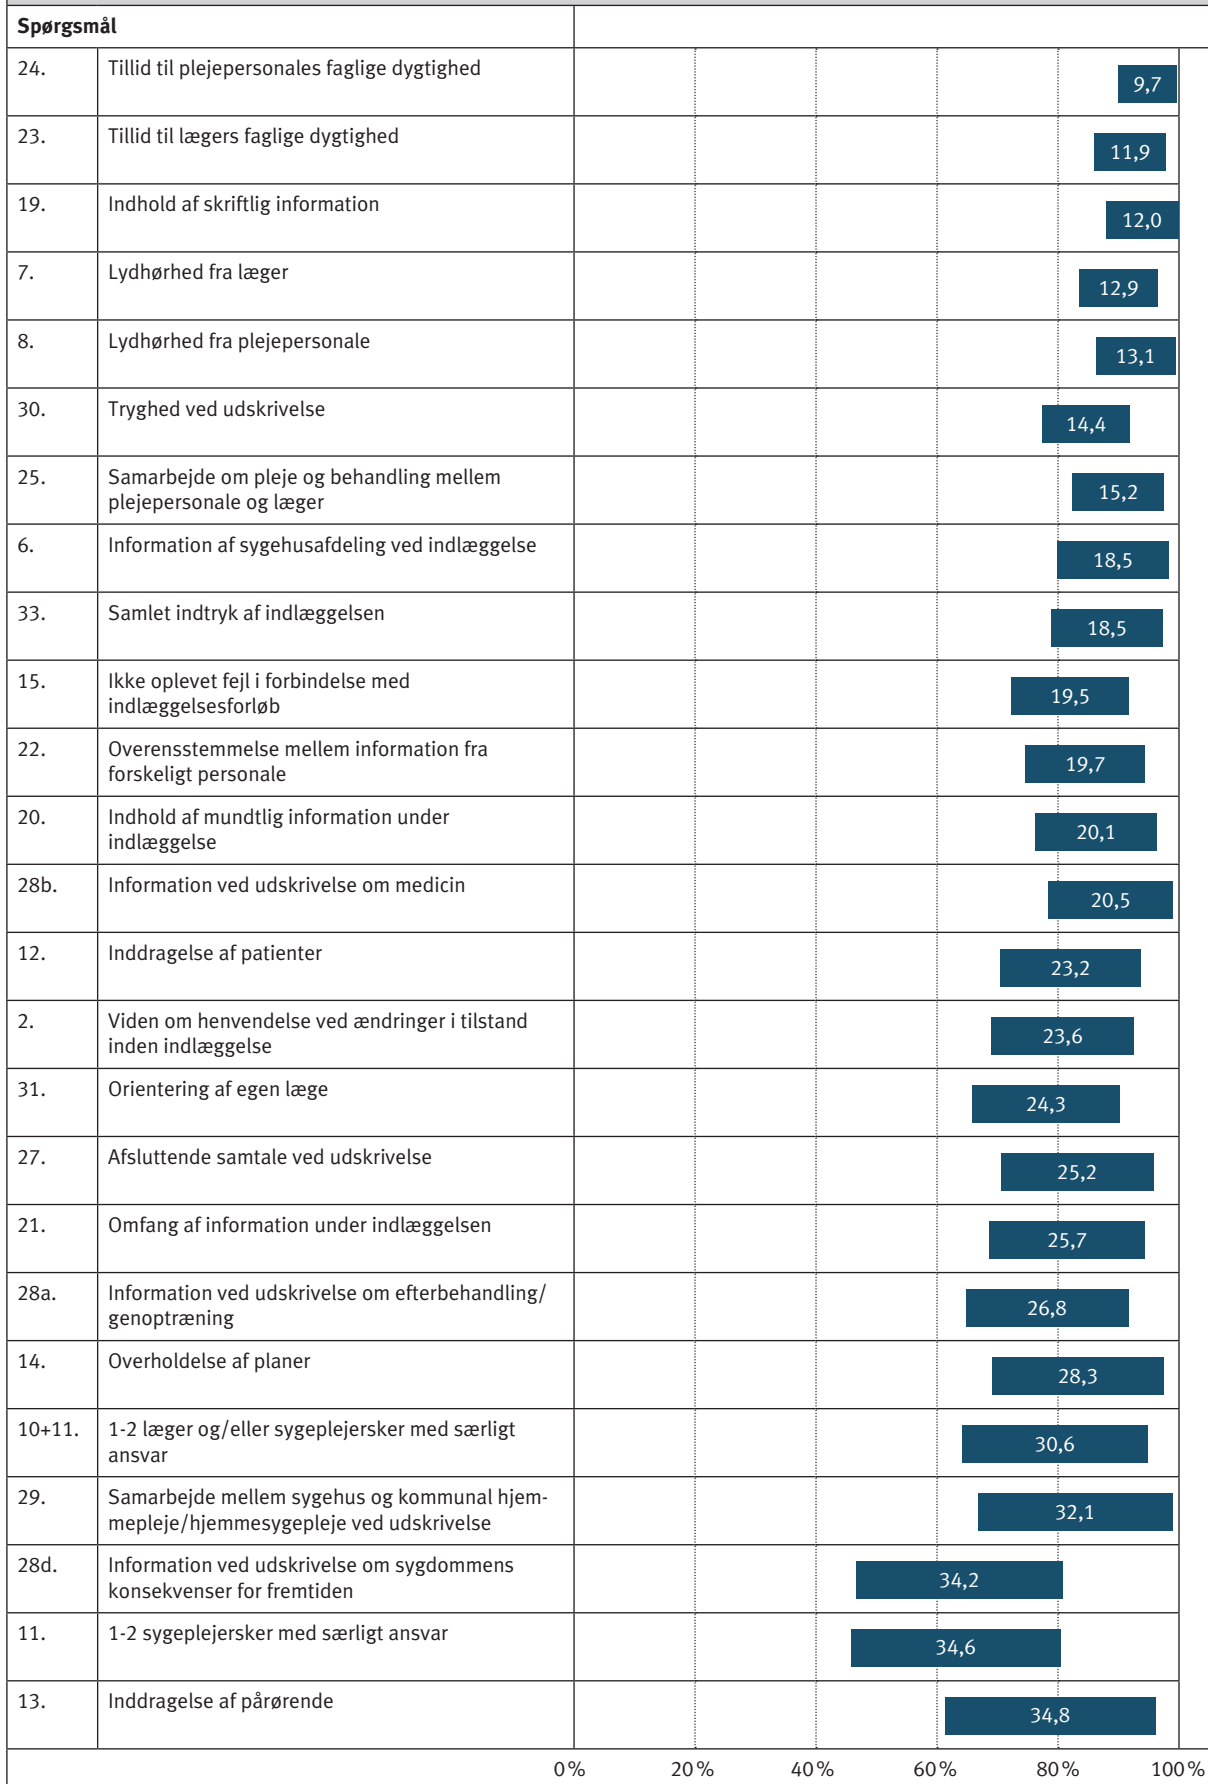 Spørgsmål
24. Tillid til plejepersonales faglige dygtighed 9,7
23. Tillid til lægers faglige dygtighed 11,9
19. Indhold af skriftlig information 12,0
7. Lydhørhed fra læger 12,9
8. Lydhørhed fra plejepersonale 13,1
30. Tryghed ved udskrivelse 14,4
25. Samarbejde om pleje og behandling mellem
plejepersonale og læger 15,2
6. Information af sygehusafdeling ved indlæggelse 18,5
33. Samlet indtryk af indlæggelsen 18,5
15. Ikke oplevet fejl i forbindelse med
indlæggelsesforløb 19,5
22. Overensstemmelse mellem information fra
forskeligt personale 19,7
20. Indhold af mundtlig information under
indlæggelse 20,1
28b. Information ved udskrivelse om medicin 20,5
12. Inddragelse af patienter 23,2
2. Viden om henvendelse ved ændringer i tilstand
inden indlæggelse 23,6
31. Orientering af egen læge 24,3
27. Afsluttende samtale ved udskrivelse 25,2
21. Omfang af information under indlæggelsen 25,7
28a. Information ved udskrivelse om efterbehandling/
genoptræning 26,8
14. Overholdelse af planer 28,3
10+11. 1-2 læger og/eller sygeplejersker med særligt
ansvar 30,6
29. Samarbejde mellem sygehus og kommunal hjem-
mepleje/hjemmesygepleje ved udskrivelse 32,1
28d. Information ved udskrivelse om sygdommens
konsekvenser for fremtiden 34,2
11. 1-2 sygeplejersker med særligt ansvar 34,6
13. Inddragelse af pårørende 34,8
0% 20% 40% 60% 80% 100%